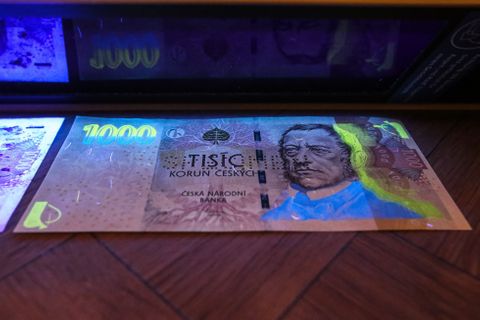 1000
1000
TISÍC
KORUN ČESKÝCH
ČESKÁ NÁRODNÍ
BANKA